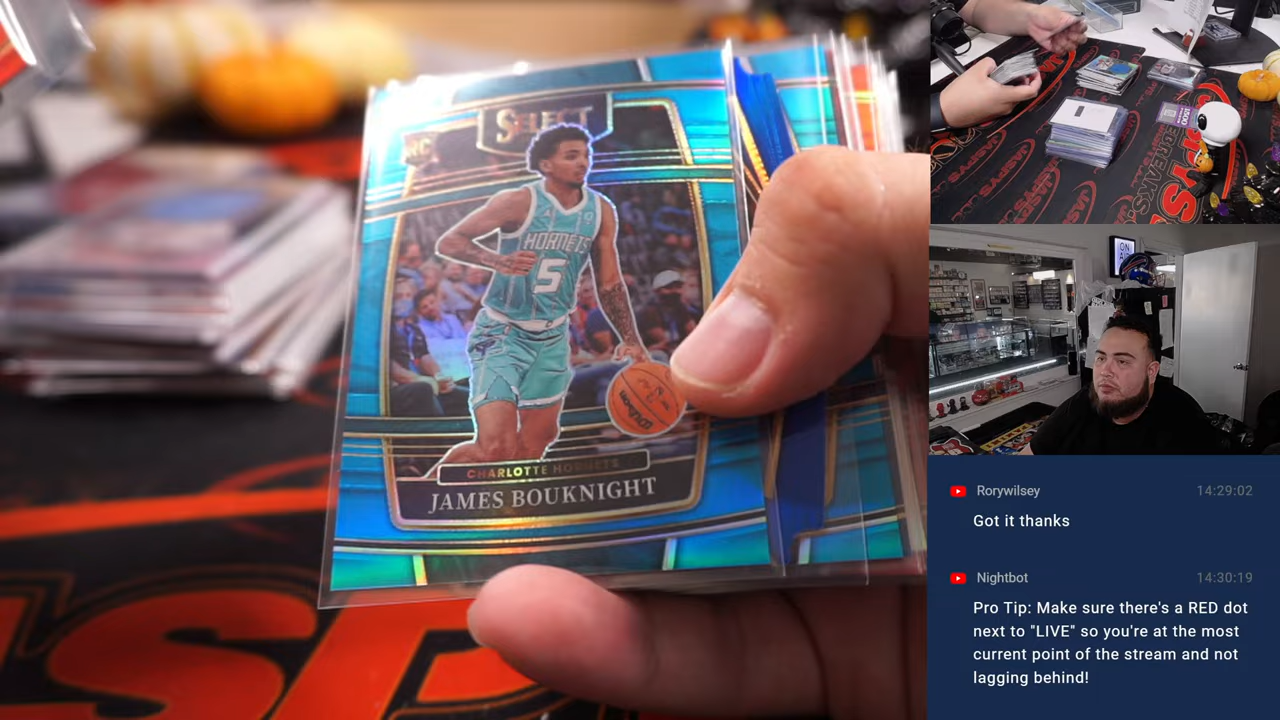 SELECT
RC
HORNETS
5
CHARLOTTE HORNETS
JAMES BOUKNIGHT
Wilson
ON
Rorywilsey
14:29:02
Got it thanks
Nightbot
14:30:19
Pro Tip: Make sure there's a RED dot
next to "LIVE" so you're at the most
current point of the stream and not
lagging behind!